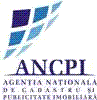 ANCPI
AGENȚIA NAȚIONALĂ
DE CADASTRU ȘI
PUBLICITATE IMOBILIARĂ